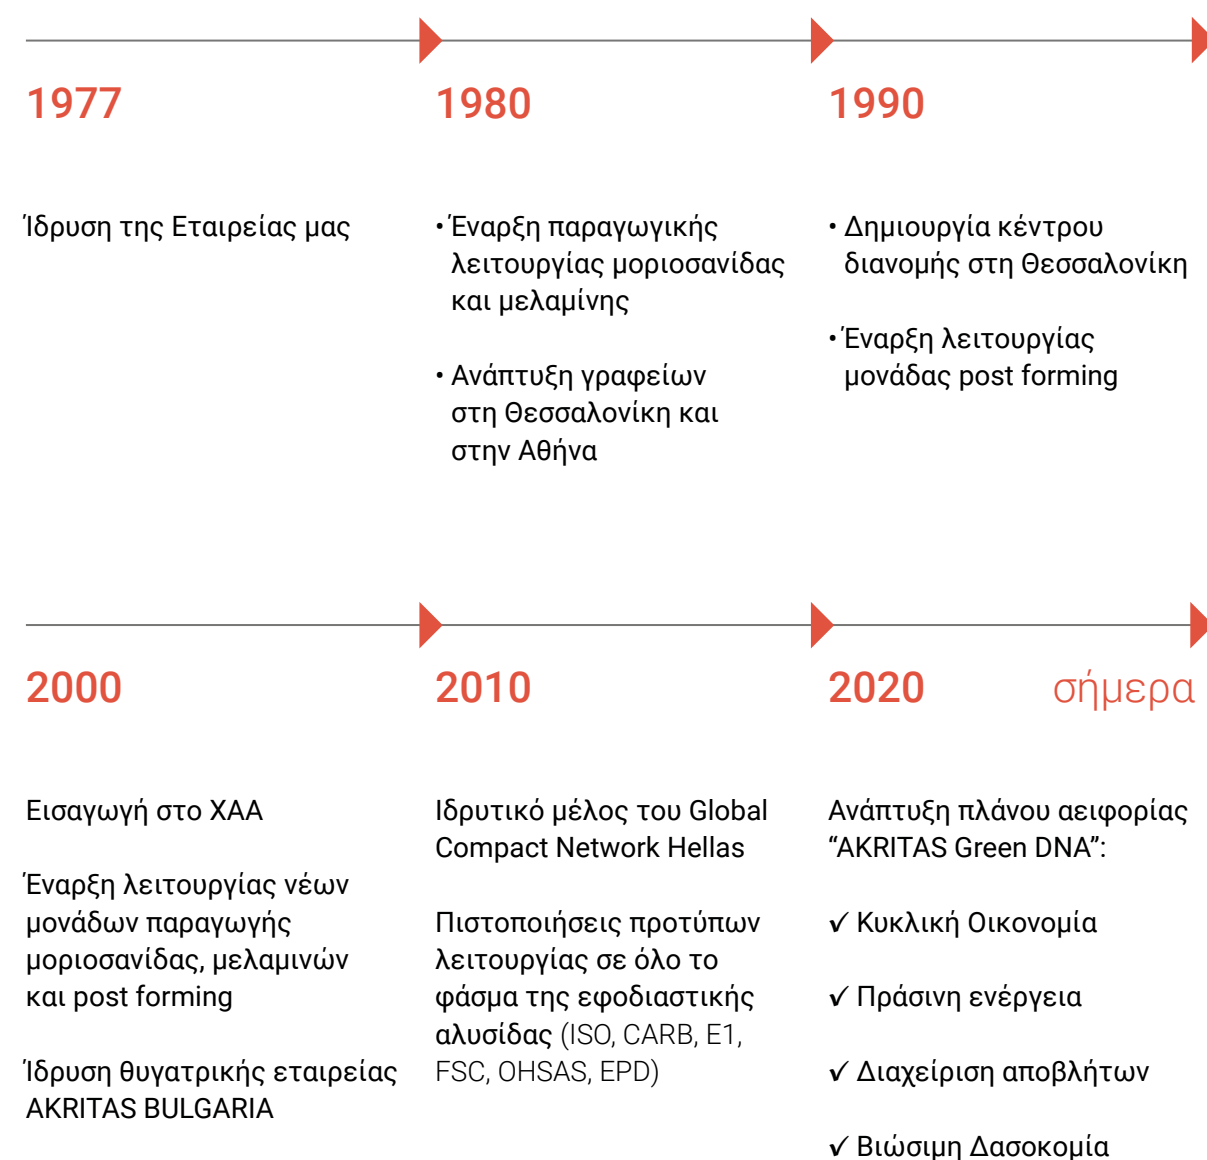 1977
Ίδρυση της Εταιρείας μας
1980
• Έναρξη παραγωγικής
λειτουργίας μοριοσανίδας
και μελαμίνης
• Ανάπτυξη γραφείων
στη Θεσσαλονίκη και
στην Αθήνα
1990
• Δημιουργία κέντρου
διανομής στη Θεσσαλονίκη
• Έναρξη λειτουργίας
μονάδας post forming
2000
Εισαγωγή στο ΧΑΑ
Έναρξη λειτουργίας νέων
μονάδων παραγωγής
μοριοσανίδας, μελαμινών
και post forming
Ίδρυση θυγατρικής εταιρείας
AKRITAS BULGARIA
2010
Ιδρυτικό μέλος του Global
Compact Network Hellas
Πιστοποιήσεις προτύπων
λειτουργίας σε όλο το
φάσμα της εφοδιαστικής
αλυσίδας (ISO, CARB, E1,
FSC, OHSAS, EPD)
2020 σήμερα
Ανάπτυξη πλάνου αειφορίας
“AKRITAS Green DNA”:
✓ Κυκλική Οικονομία
✓ Πράσινη ενέργεια
✓ Διαχείριση αποβλήτων
✓ Βιώσιμη Δασοκομία